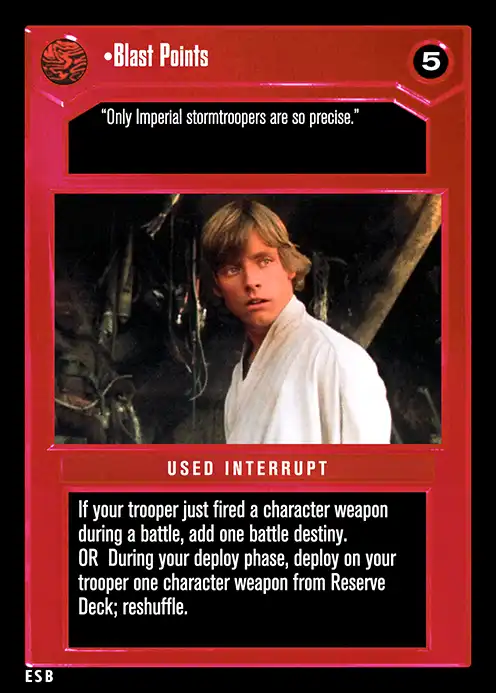 •Blast Points
5
“Only Imperial stormtroopers are so precise.”
USED INTERRUPT
If your trooper just fired a character weapon
during a battle, add one battle destiny.
OR During your deploy phase, deploy on your
trooper one character weapon from Reserve
Deck; reshuffle.
ESB